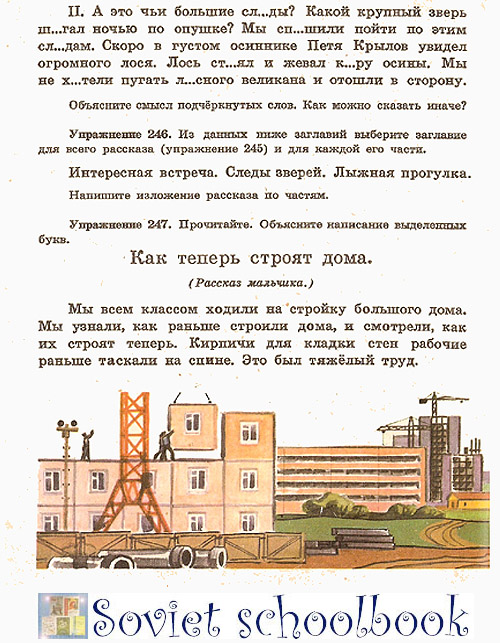 II. А это чьи большие сл...ды? Какой крупный зверь
ш...гал ночью по опушке? Мы сп...шили пойти по этим
сл...дам. Скоро в густом осиннике Петя Крылов увидел
огромного лося. Лось ст...ял и жевал к...ру осины. Мы
не х...тели пугать л...сного великана и отошли в сторону.
Объясните смысл подчёркнутых слов. Как можно сказать иначе?
Упражнение 246. Из данных ниже заглавий выберите заглавие
для всего рассказа (упражнение 245) и для каждой его части.
Интересная встреча. Следы зверей. Лыжная прогулка.
Напишите изложение рассказа по частям.
Упражнение 247. Прочитайте. Объясните написание выделенных
букв.
Как теперь строят дома.
(Рассказ мальчика.)
Мы всем классом ходили на стройку большого дома.
Мы узнали, как раньше строили дома, и смотрели, как
их строят теперь. Кирпичи для кладки стен рабочие
раньше таскали на спине. Это был тяжёлый труд.
Soviet schoolbook